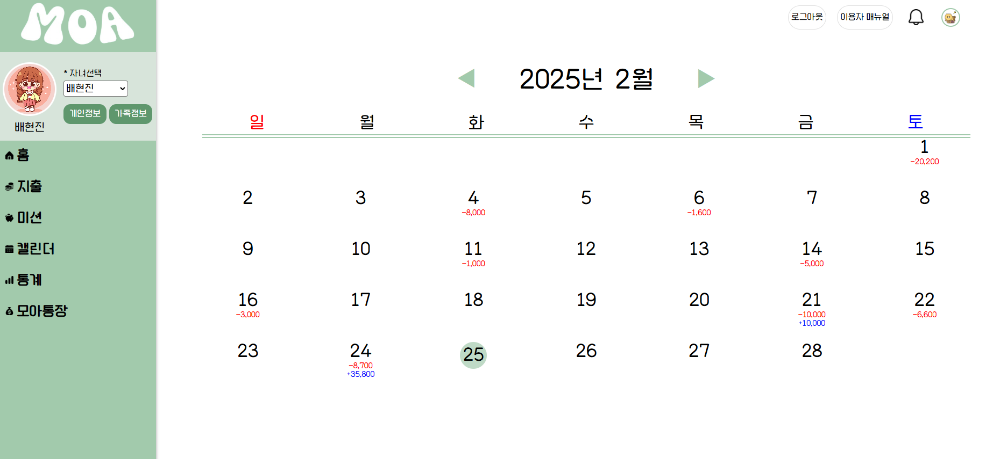 MOA
로그아웃 이용자 매뉴얼
* 자녀선택
배현진
개인정보 가족정보
배현진
홈
지출
미션
캘린더
통계
모아통장
2025년 2월
일 월 화 수 목 금 토
1
-20,200
2 3 4 5 6 7 8
-8,000 -1,600
9 10 11 12 13 14 15
-1,000 -5,000
16 17 18 19 20 21 22
-3,000 -10,000 -6,600
+10,000
23 24 25 26 27 28
-8,700
+35,800